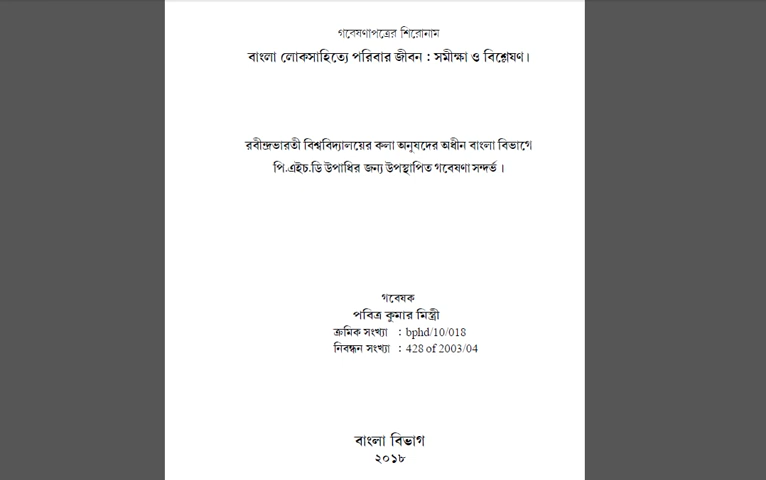 গবেষণাপত্রের শিরোনাম
বাংলা লোকসাহিত্যে পরিবার জীবন : সমীক্ষা ও বিশ্লেষণ।
রবীন্দ্রভারতী বিশ্ববিদ্যালয়ের কলা অনুষদের অধীন বাংলা বিভাগে
পি.এইচ.ডি উপাধির জন্য উপস্থাপিত গবেষণা সন্দর্ভ ।
গবেষক
পবিত্র কুমার মিস্ত্রী
ক্রমিক সংখ্যা : bphd/10/018
নিবন্ধন সংখ্যা : 428 of 2003/04
বাংলা বিভাগ
২০১৮